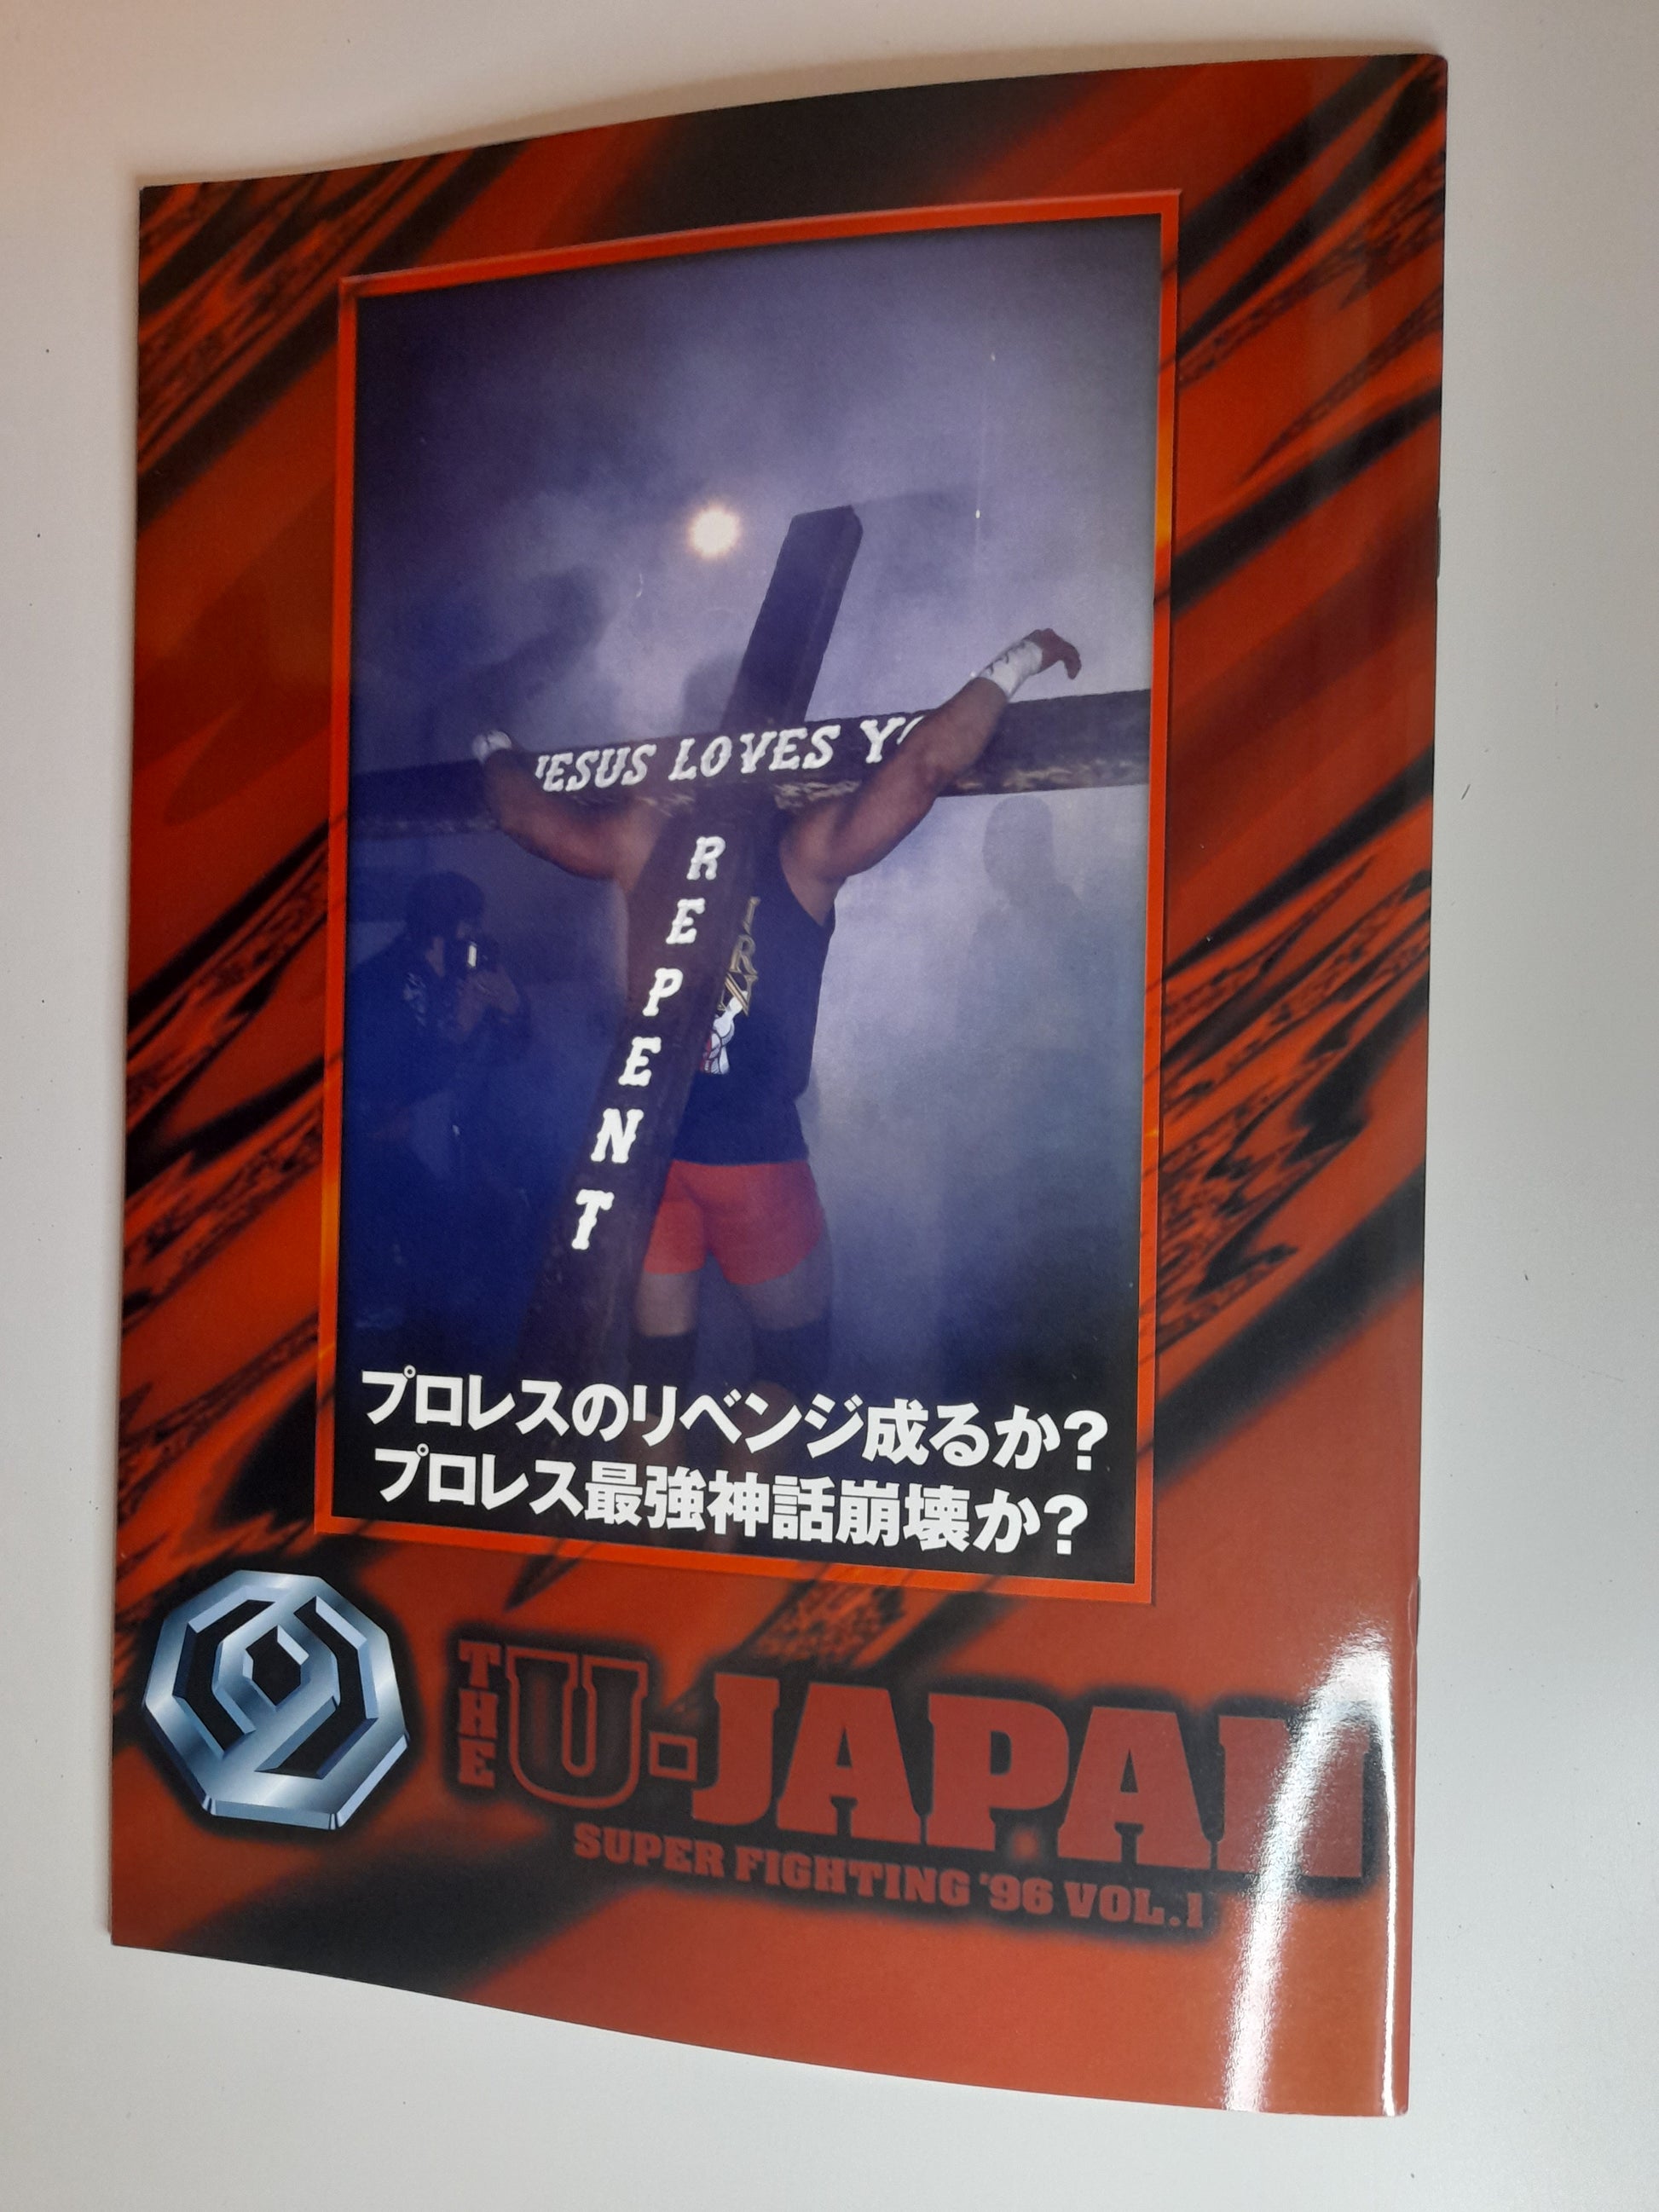 JESUS LOVES
REPENT
プロレスのリベンジ成るか?
プロレス最強神話崩壊か?
THE U-JAPAN
SUPER FIGHTING '96 VOL.1